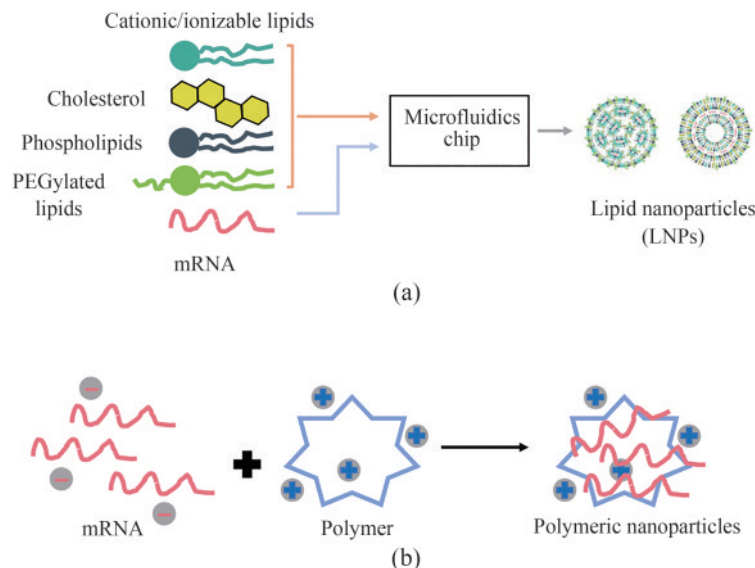 Cationic/ionizable lipids
Cholesterol
Phospholipids
PEGylated
lipids
mRNA
Microfluidics
chip
Lipid nanoparticles
(LNPs)
(a)
mRNA
Polymer
Polymeric nanoparticles
(b)